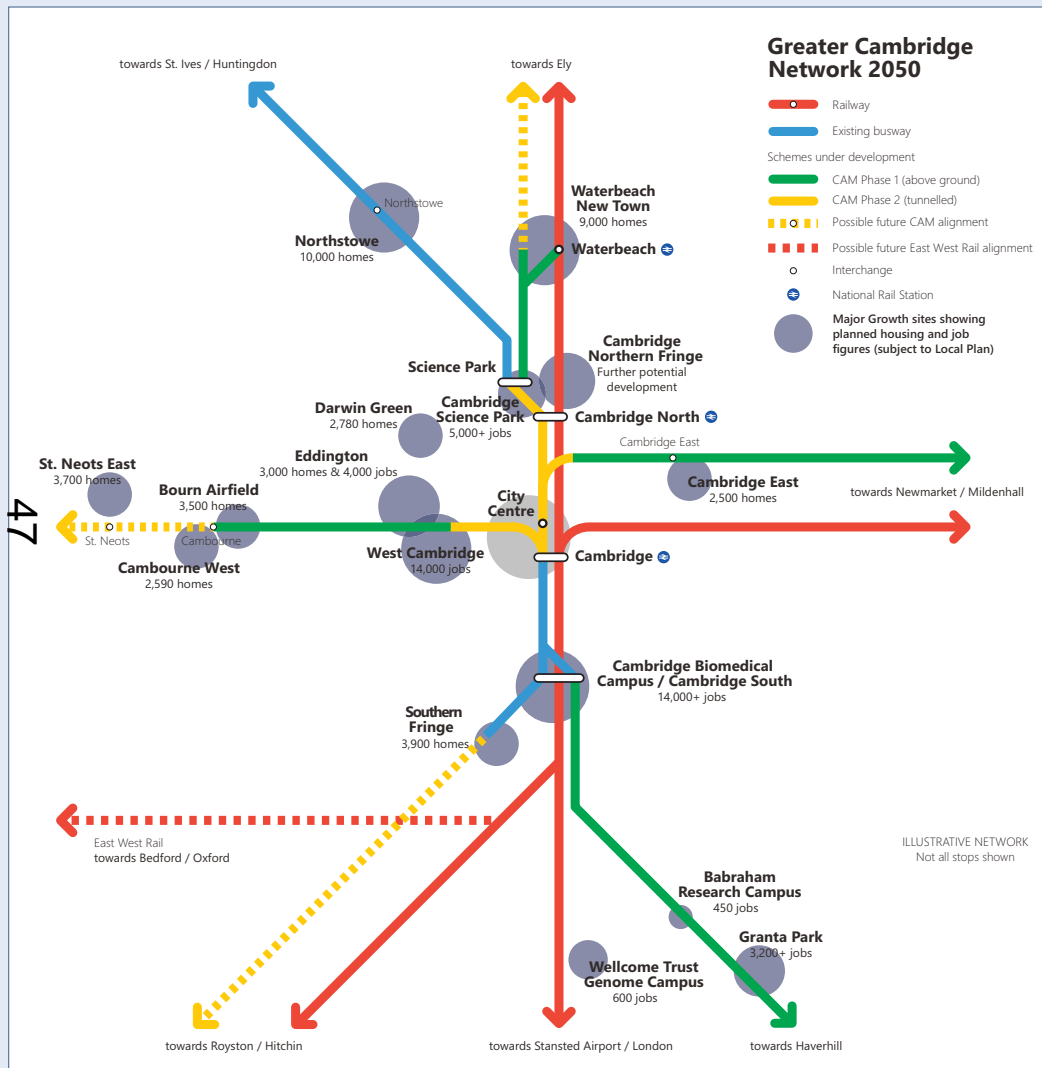 Greater Cambridge
Network 2050
Railway
Existing busway
Schemes under development
CAM Phase 1 (above ground)
CAM Phase 2 (tunnelled)
Possible future CAM alignment
Possible future East West Rail alignment
Interchange
National Rail Station
Major Growth sites showing
planned housing and job
figures (subject to Local Plan)
towards St. Ives / Huntingdon
towards Ely
Northstowe
Northstowe
10,000 homes
Waterbeach
New Town
9,000 homes
Waterbeach
Science Park
Cambridge
Northern Fringe
Further potential
development
Cambridge
Science Park
5,000+ jobs
Cambridge North
Darwin Green
2,780 homes
Eddington
3,000 homes & 4,000 jobs
Cambridge East
Cambridge East
2,500 homes
towards Newmarket / Mildenhall
St. Neots East
3,700 homes
Bourn Airfield
3,500 homes
City
Centre
47
St. Neots
Cambourne
Cambourne West
2,590 homes
West Cambridge
14,000 jobs
Cambridge
Cambridge Biomedical
Campus / Cambridge South
14,000+ jobs
Southern
Fringe
3,900 homes
East West Rail
towards Bedford / Oxford
ILLUSTRATIVE NETWORK
Not all stops shown
Babraham
Research Campus
450 jobs
Granta Park
3,200+ jobs
Wellcome Trust
Genome Campus
600 jobs
towards Royston / Hitchin
towards Stansted Airport / London
towards Haverhill